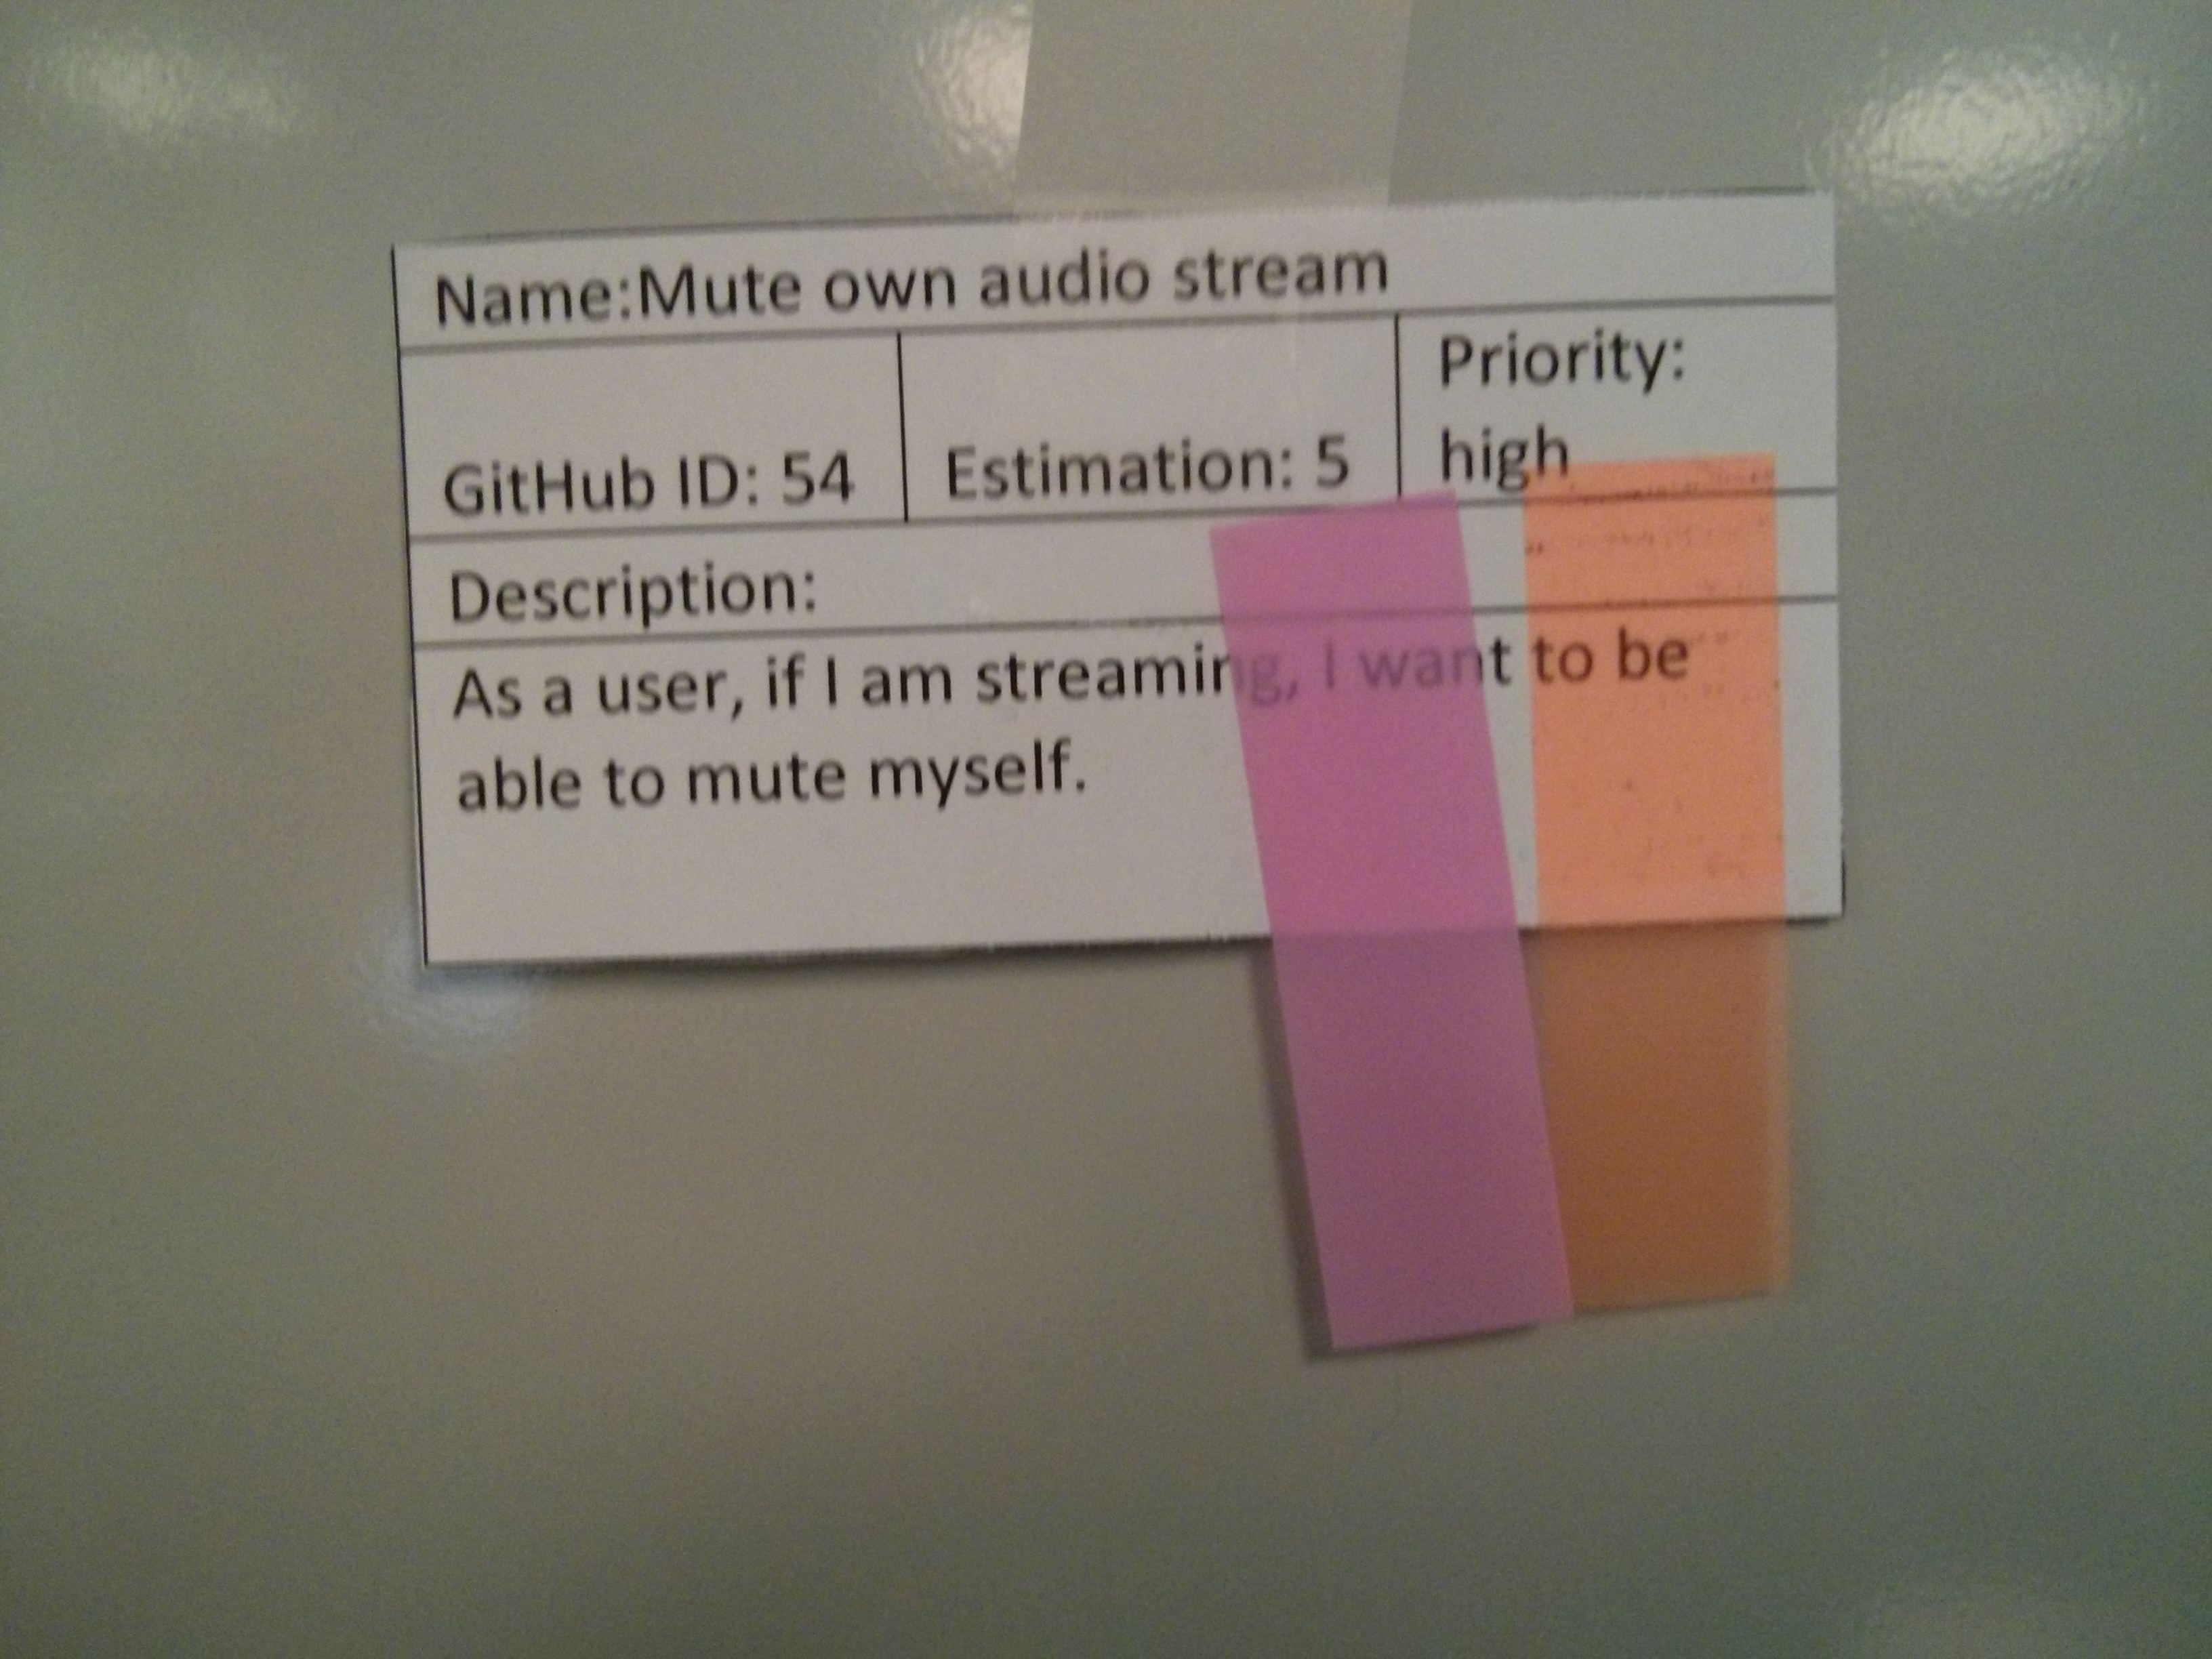 Name:Mute own audio stream
GitHub ID: 54
Estimation: 5
Priority:
high
Description:
As a user, if I am streaming, I want to be
able to mute myself.